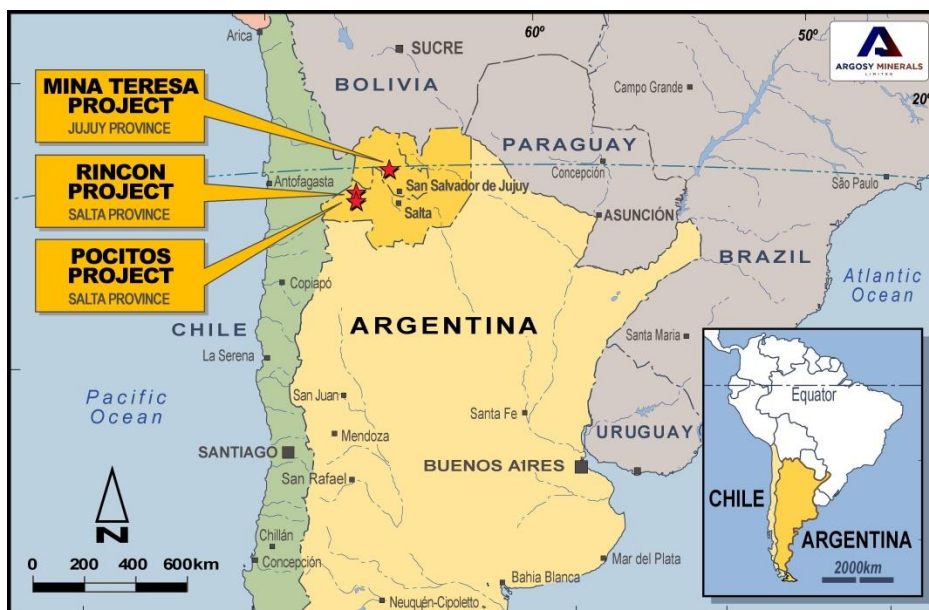 Arica
60º
50º
SUCRE
ARGOSY MINERALS
LIMITED
MINA TERESA
PROJECT
JUJUY PROVINCE
BOLIVIA
Campo Grande
20º
PARAGUAY
Concepción
RINCON
PROJECT
SALTA PROVINCE
Antofagasta
San Salvador de Jujuy
Salta
São Paulo
ASUNCIÓN
POCITOS
PROJECT
SALTA PROVINCE
BRAZIL
Atlantic
Ocean
Copiapó
CHILE
ARGENTINA
La Serena
Santa Maria
Pacific
Ocean
San Juan
Santa Fe
Equator
Mendoza
URUGUAY
SANTIAGO
BUENOS AIRES
San Rafael
CHILE
N
Chillán
ARGENTINA
Concepción
Mar del Plata
0 200 400 600km
Bahia Blanca
2000km
Neuquén-Cipoletto